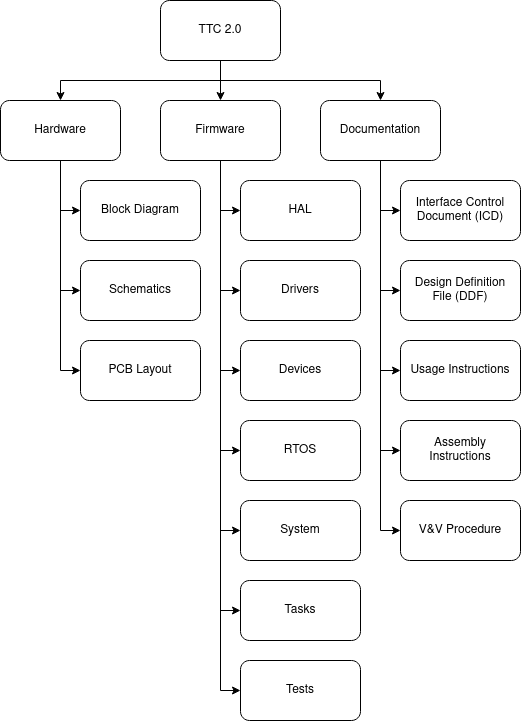 TTC 2.0
Hardware
Firmware
Documentation
Block Diagram
Schematics
PCB Layout
HAL
Drivers
Devices
RTOS
System
Tasks
Tests
Interface Control
Document (ICD)
Design Definition
File (DDF)
Usage Instructions
Assembly
Instructions
V&V Procedure